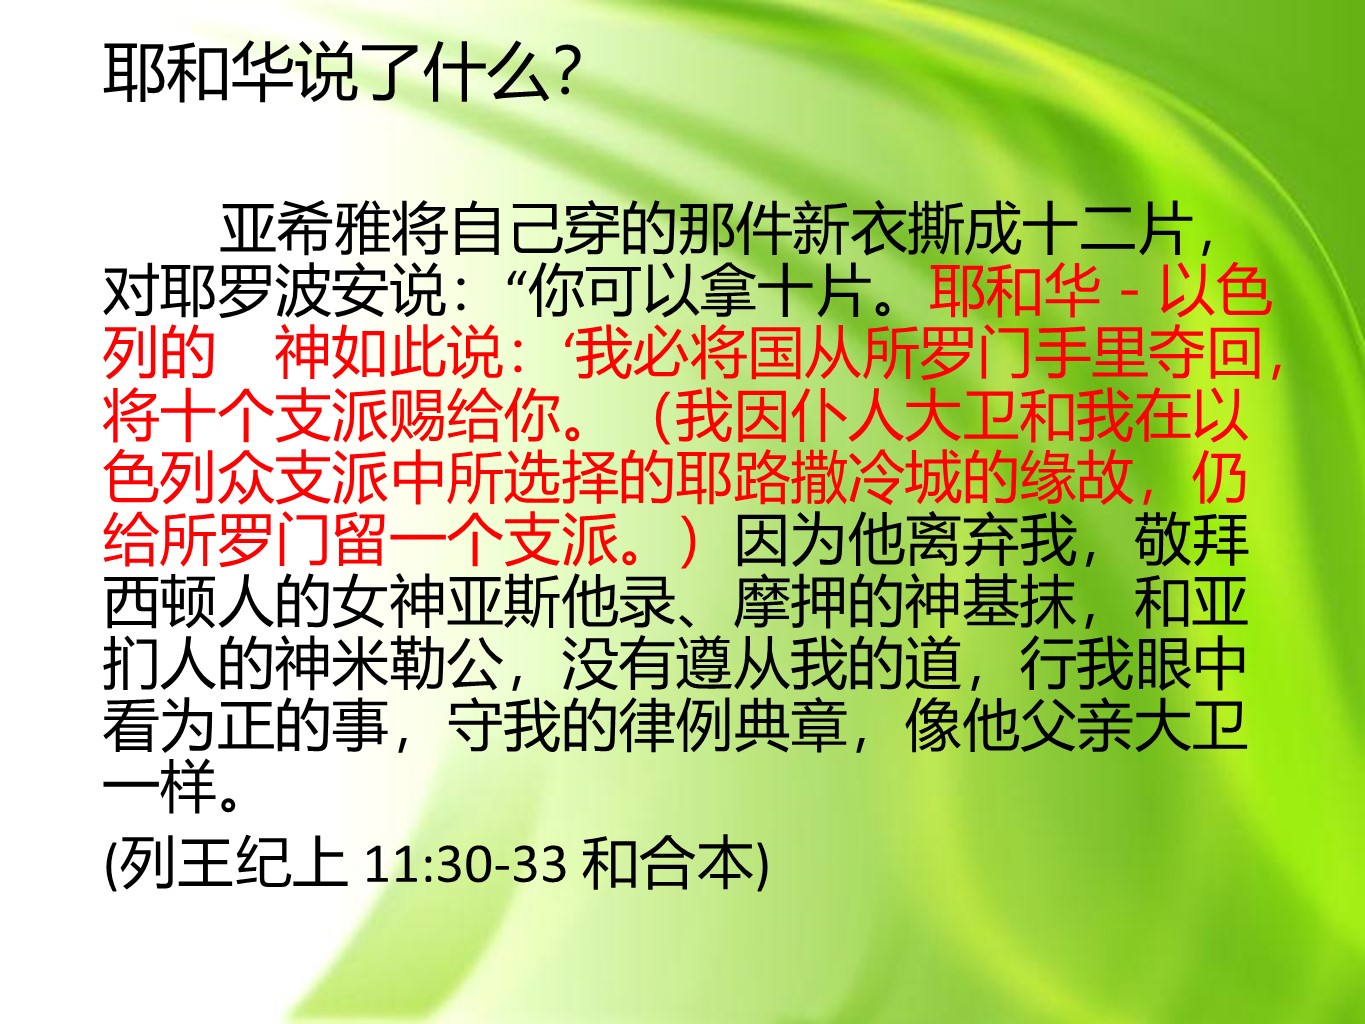 耶和华说了什么？
亚希雅将自己穿的那件新衣撕成十二片，
对耶罗波安说：“你可以拿十片。耶和华－以色
列的　神如此说：‘我必将国从所罗门手里夺回，
将十个支派赐给你。（我因仆人大卫和我在以
色列众支派中所选择的耶路撒冷城的缘故，仍
给所罗门留一个支派。）因为他离弃我，敬拜
西顿人的女神亚斯他录、摩押的神基抹，和亚
扪人的神米勒公，没有遵从我的道，行我眼中
看为正的事，守我的律例典章，像他父亲大卫
一样。
(列王纪上 11:30-33 和合本)